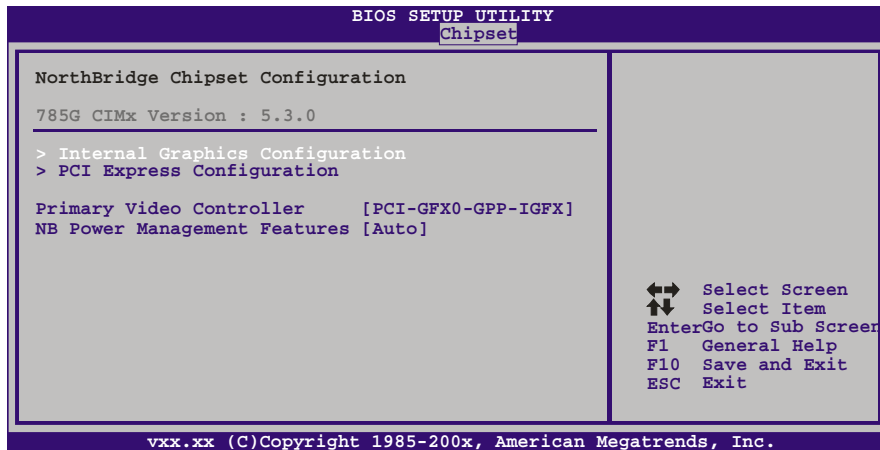 BIOS SETUP UTILITY
Chipset
NorthBridge Chipset Configuration
785G CIMx Version : 5.3.0
> Internal Graphics Configuration
> PCI Express Configuration
Primary Video Controller [PCI-GFX0-GPP-IGFX]
NB Power Management Features [Auto]
Select Screen
Select Item
Enter Go to Sub Screen
F1 General Help
F10 Save and Exit
ESC Exit
vxx.xx (C)Copyright 1985-200x, American Megatrends, Inc.